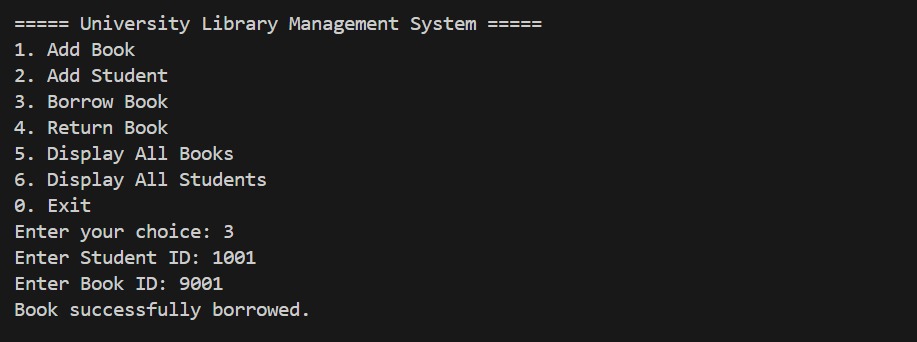 ===== University Library Management System =====
1. Add Book
2. Add Student
3. Borrow Book
4. Return Book
5. Display All Books
6. Display All Students
0. Exit
Enter your choice: 3
Enter Student ID: 1001
Enter Book ID: 9001
Book successfully borrowed.